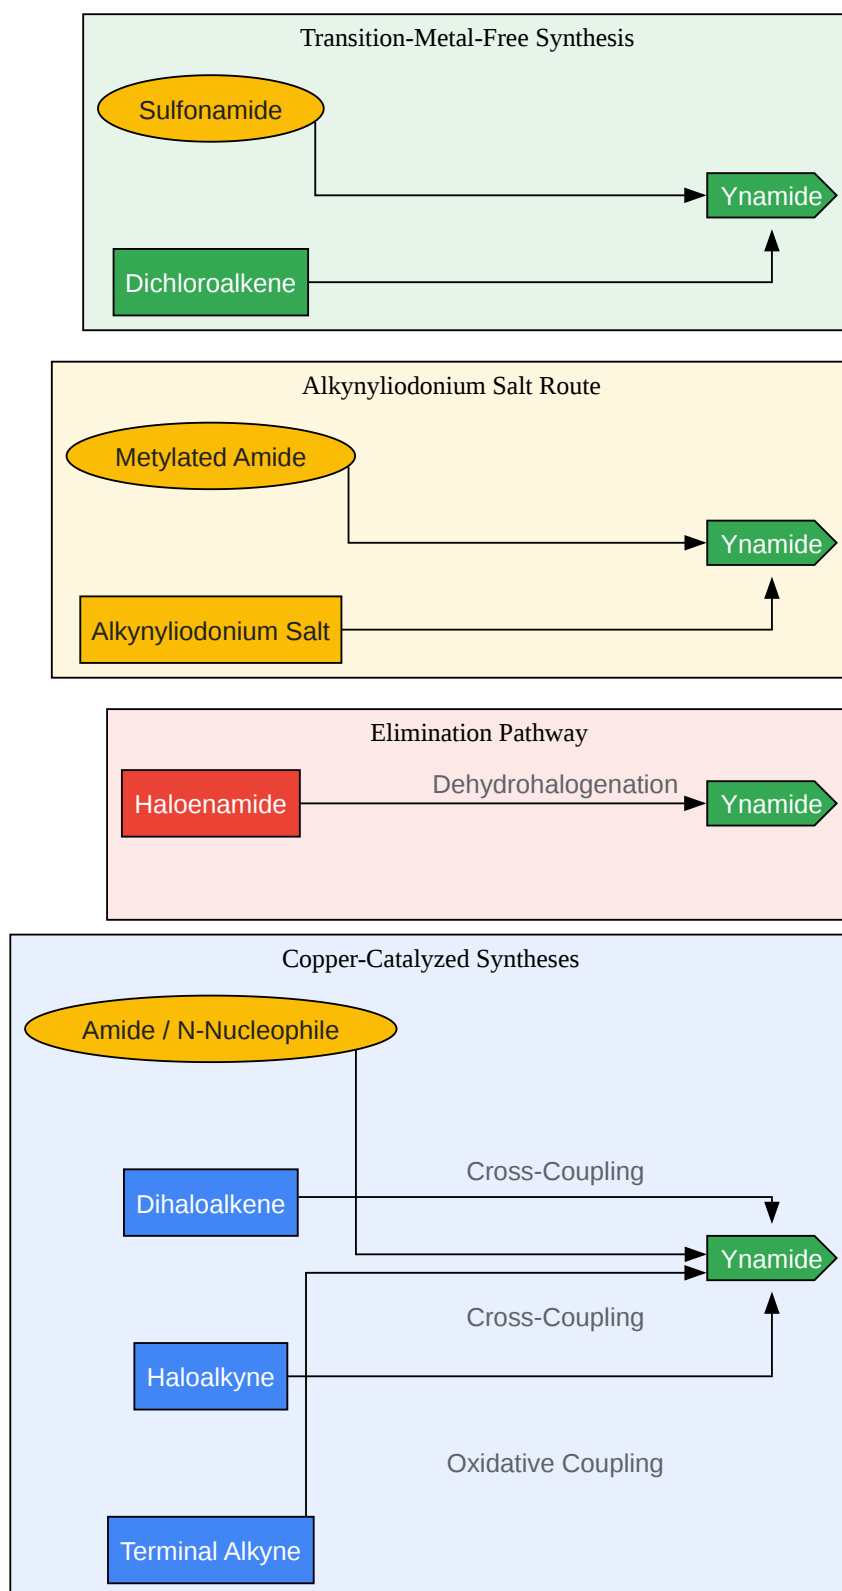 Transition-Metal-Free Synthesis
Sulfonamide
Ynamide
Dichloroalkene
Alkynyliodonium Salt Route
Metylated Amide
Ynamide
Alkynyliodonium Salt
Elimination Pathway
Dehydrohalogenation
Haloenamide
Ynamide
Copper-Catalyzed Syntheses
Amide / N-Nucleophile
Cross-Coupling
Dihaloalkene
Ynamide
Cross-Coupling
Haloalkyne
Oxidative Coupling
Terminal Alkyne